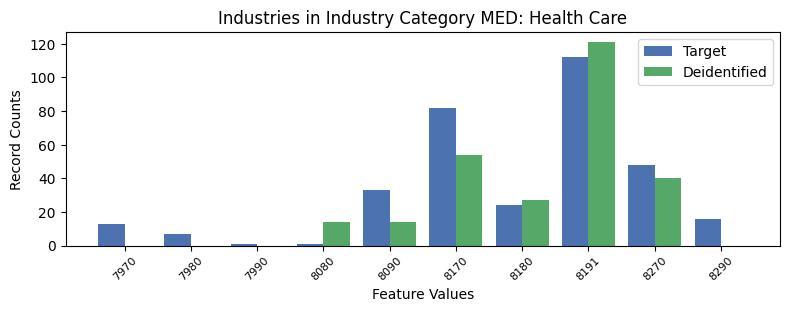 Industries in Industry Category MED: Health Care
Record Counts
120
100
80
60
40
20
0
Target
Deidentified
7970 7980 7990 8080 8090 8170 8180 8191 8270 8290
Feature Values